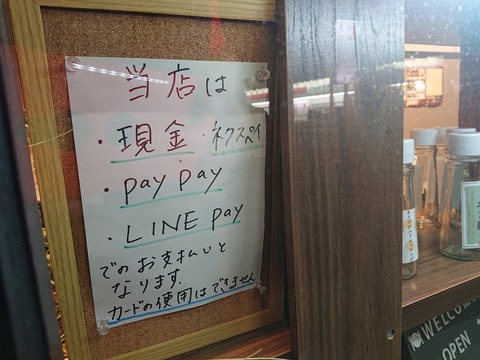 当店は
・現金・ネクスペイ
・pay pay
・LINE pay
でのお支払いと
なります。
カードの使用はできません
WELCOME
OPEN